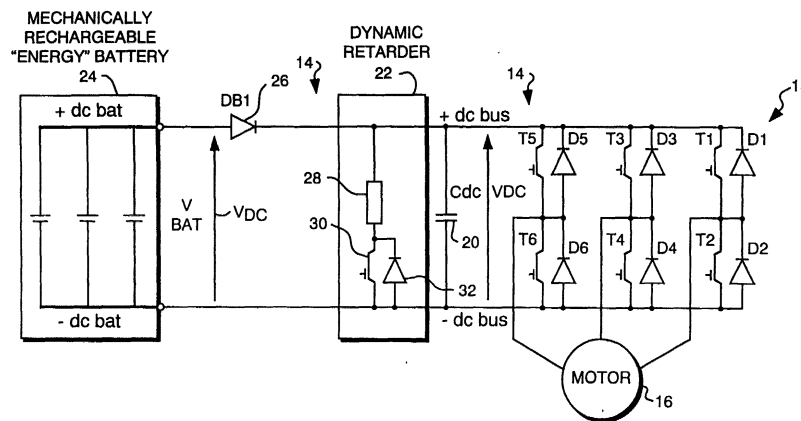 MECHANICALLY
RECHARGEABLE
"ENERGY" BATTERY
24
DYNAMIC
RETARDER
22
14
DB1
26
14
+ dc bat
+ dc bus
T5
D5
T3
D3
T1
D1
28
V
BAT
VDC
30
Cdc
VDC
20
T6
D6
T4
D4
T2
D2
32
- dc bat
- dc bus
MOTOR
16